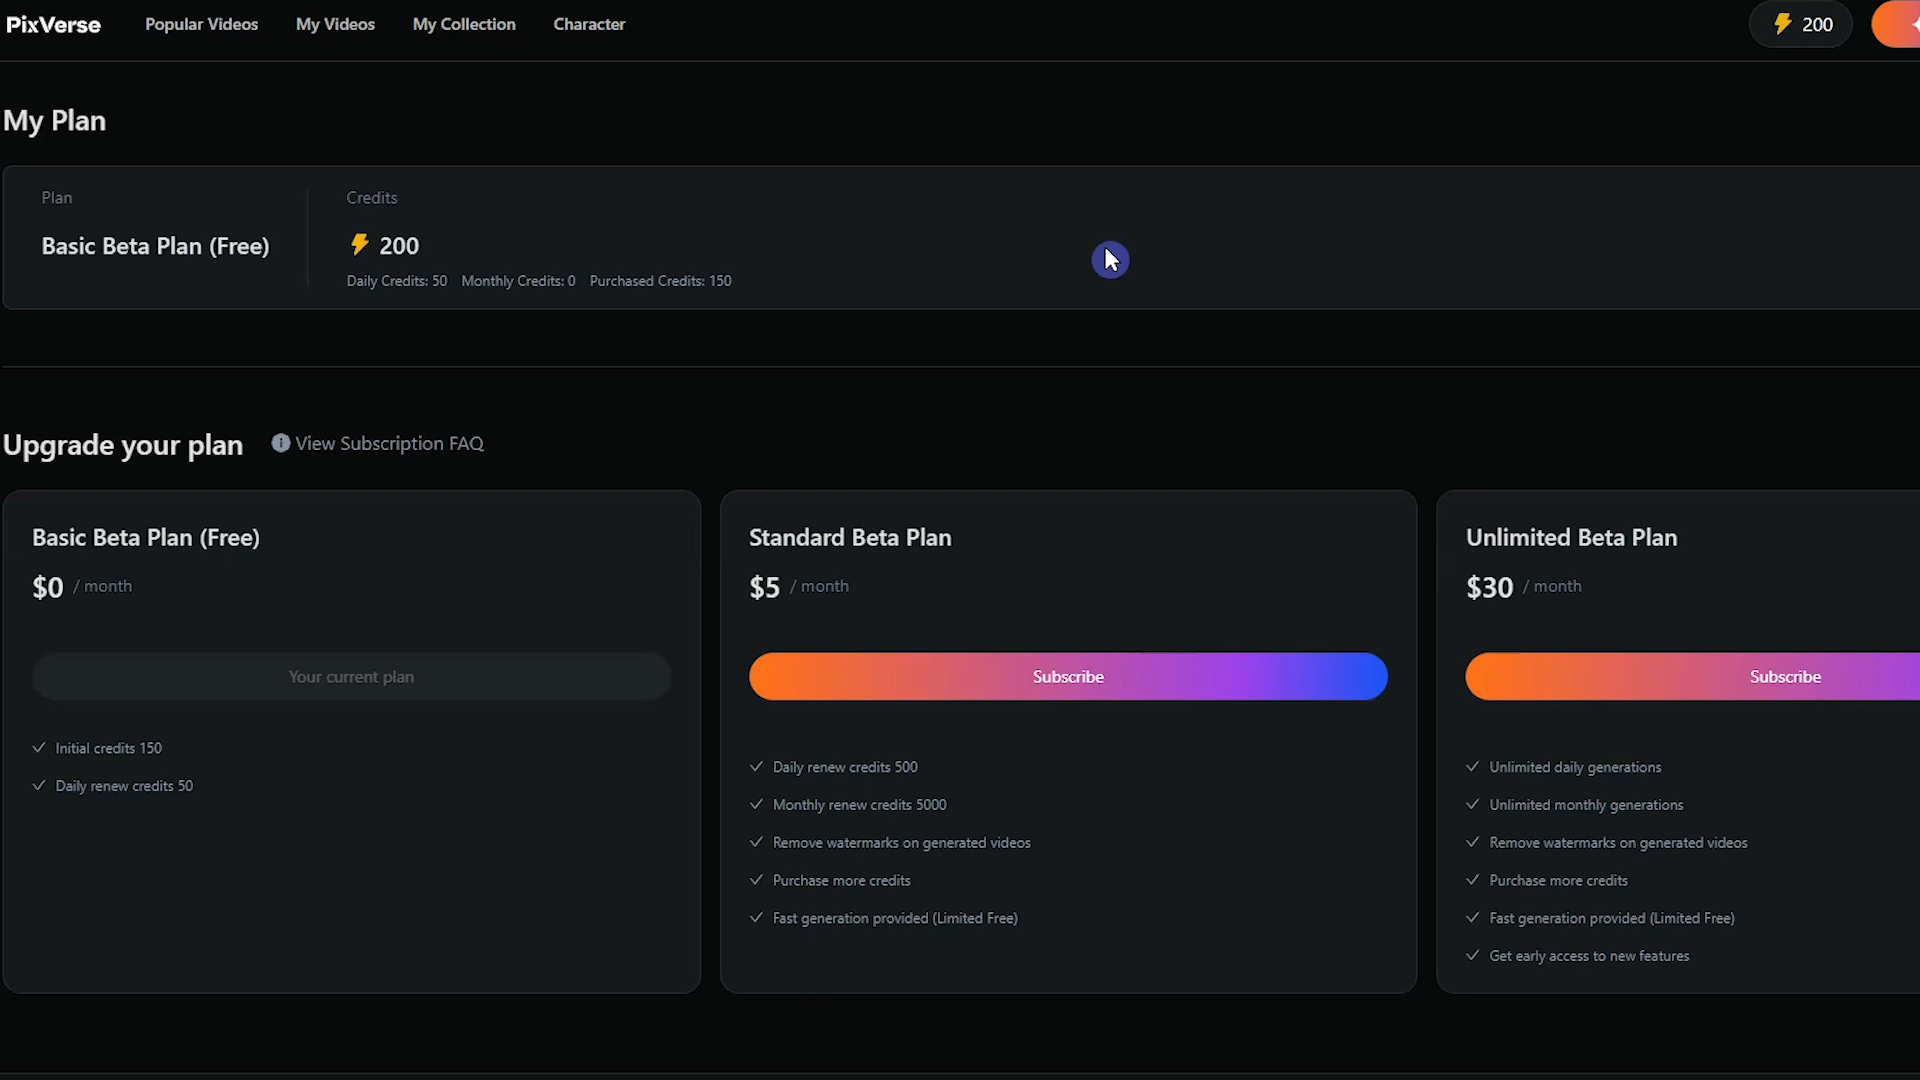 PixVerse Popular Videos My Videos My Collection Character 200
My Plan
Plan Credits
Basic Beta Plan (Free) 200
Daily Credits: 50 Monthly Credits: 0 Purchased Credits: 150
Upgrade your plan View Subscription FAQ
Basic Beta Plan (Free)
$0 / month
Your current plan
Initial credits 150
Daily renew credits 50
Standard Beta Plan
$5 / month
Subscribe
Daily renew credits 500
Monthly renew credits 5000
Remove watermarks on generated videos
Purchase more credits
Fast generation provided (Limited Free)
Unlimited Beta Plan
$30 / month
Subscribe
Unlimited daily generations
Unlimited monthly generations
Remove watermarks on generated videos
Purchase more credits
Fast generation provided (Limited Free)
Get early access to new features